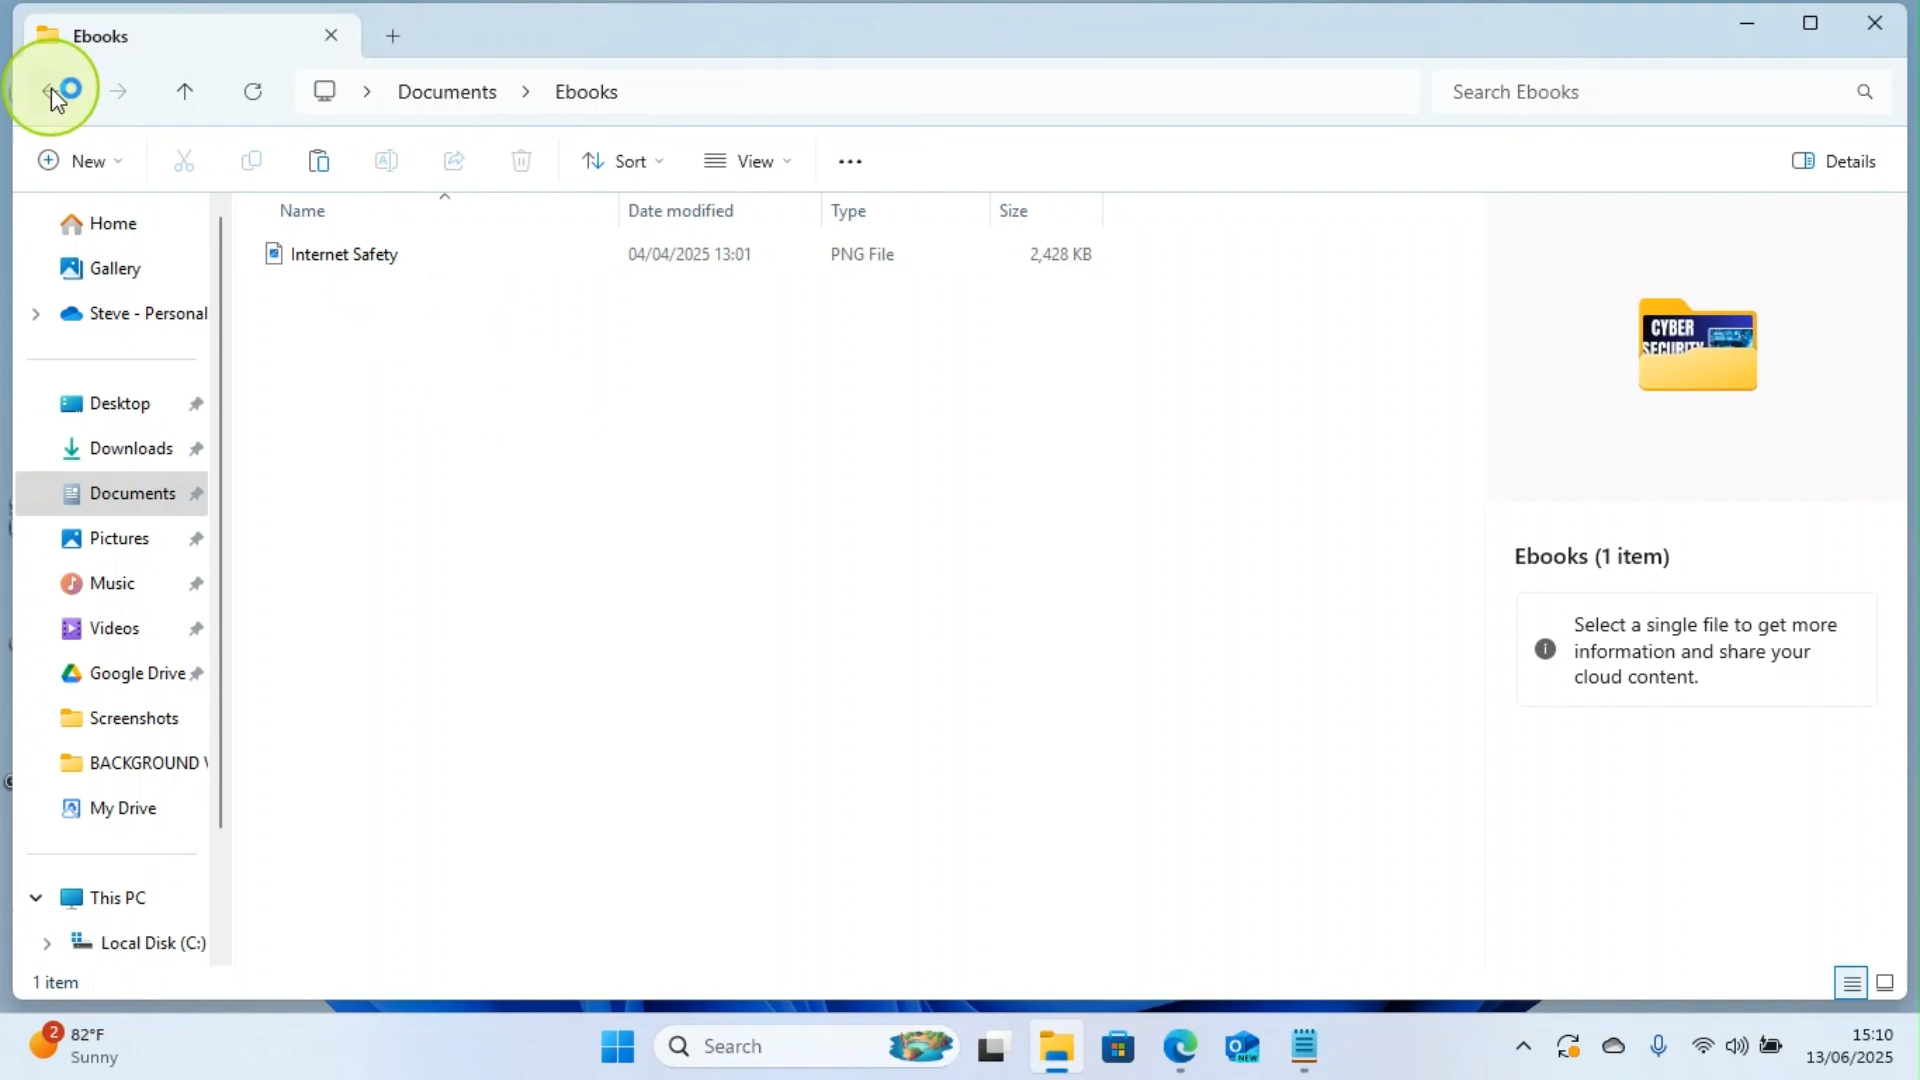 Ebooks
Documents > Ebooks
Search Ebooks
New
Sort
View
Details
Name
Date modified
Type
Size
Internet Safety
04/04/2025 13:01
PNG File
2,428 KB
Home
Gallery
Steve - Personal
Desktop
Downloads
Documents
Pictures
Music
Videos
Google Drive
Screenshots
BACKGROUND
My Drive
This PC
Local Disk (C:)
CYBER
SECURITY
Ebooks (1 item)
Select a single file to get more
information and share your
cloud content.
1 item
2
82°F
Sunny
Search
NEW
15:10
13/06/2025